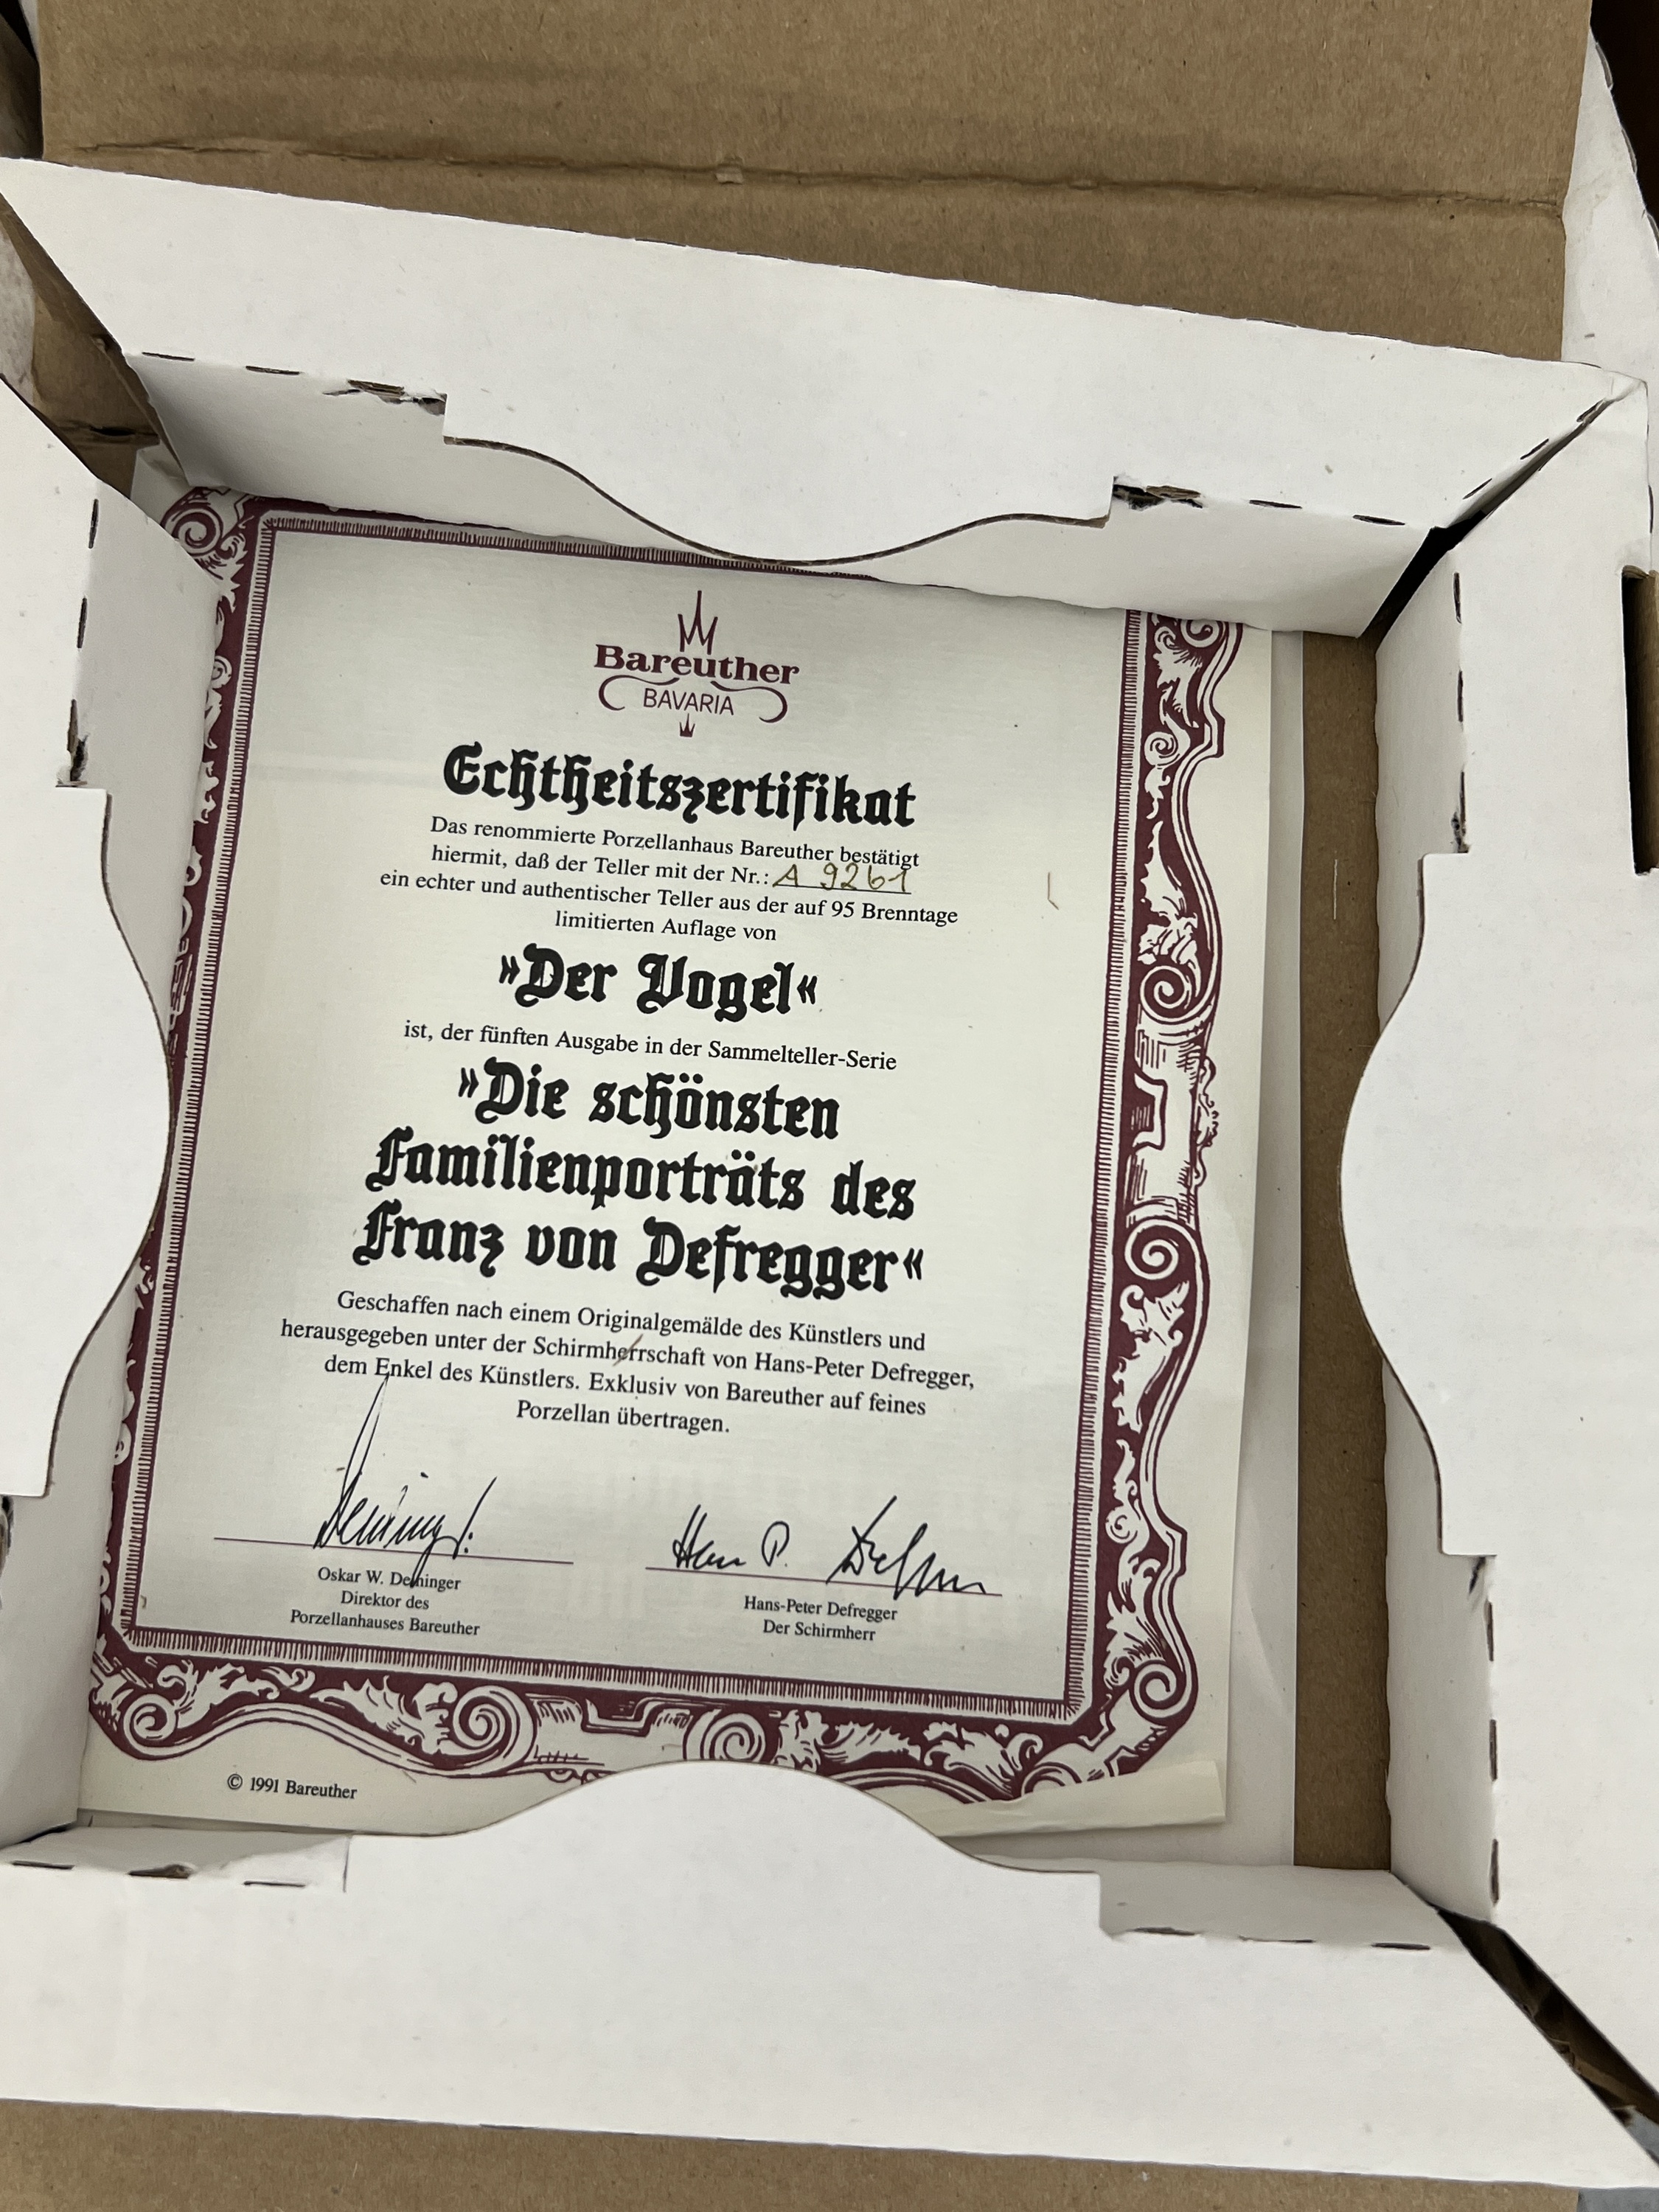 Bareuther
BAVARIA
Echtheitszertifikat
Das renommierte Porzellanhaus Bareuther bestätigt
hiermit, daß der Teller mit der Nr.: A 9261
ein echter und authentischer Teller aus der auf 95 Brenntage
limitierten Auflage von
»Der Vogel«
ist, der fünften Ausgabe in der Sammelteller-Serie
»Die schönsten
Familienporträts des
Franz von Defregger«
Geschaffen nach einem Originalgemälde des Künstlers und
herausgegeben unter der Schirmherrschaft von Hans-Peter Defregger,
dem Enkel des Künstlers. Exklusiv von Bareuther auf feines
Porzellan übertragen.
Hans P. Defregger
Oskar W. Deininger
Direktor des
Porzellanhauses Bareuther
Hans-Peter Defregger
Der Schirmherr
© 1991 Bareuther